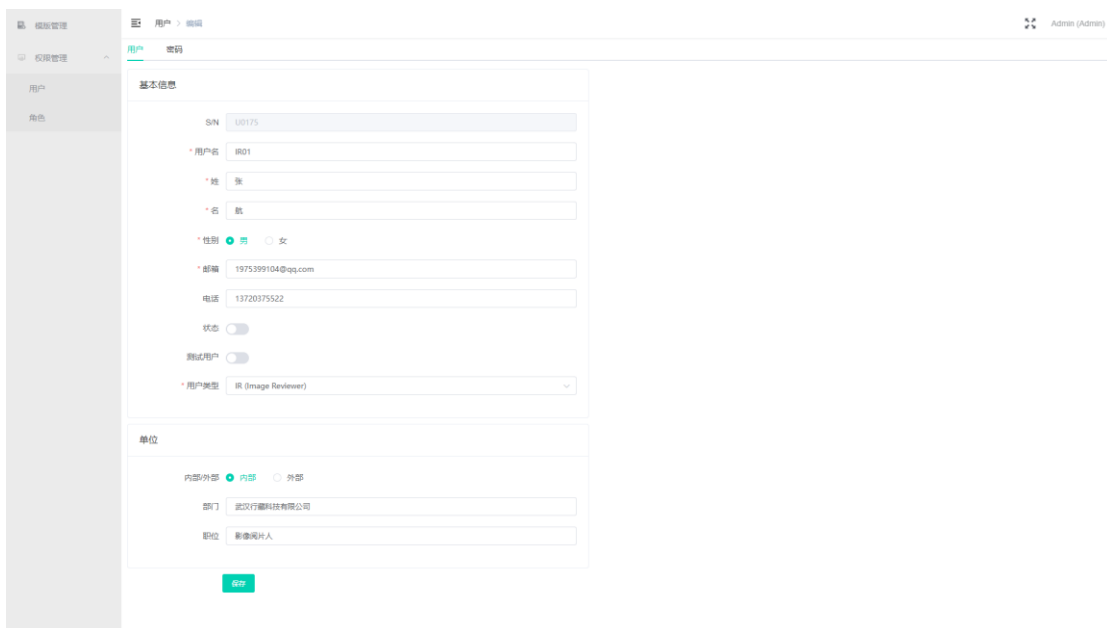 模版管理
用户 > 编辑
Admin (Admin)
权限管理
用户
密码
用户
角色
基本信息
S/N U0175
* 用户名 IR01
* 姓 张
* 名 航
* 性别 男 女
* 邮箱 1975399104@qq.com
电话 13720375522
状态
测试用户
* 用户类型 IR (Image Reviewer)
单位
内部/外部 内部 外部
部门 武汉行藏科技有限公司
职位 影像阅片人
保存